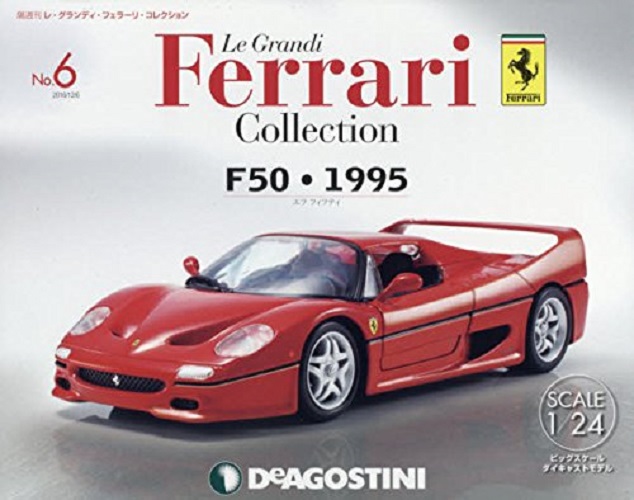 隔週刊 レ・グランディ・フェラーリ・コレクション
Le Grandi
No.6
Ferrari
Ferrari
Collection
F50 • 1995
エフ フィフティ
SCALE
1/24
ビッグスケール
ダイキャストモデル
DeAGOSTINI